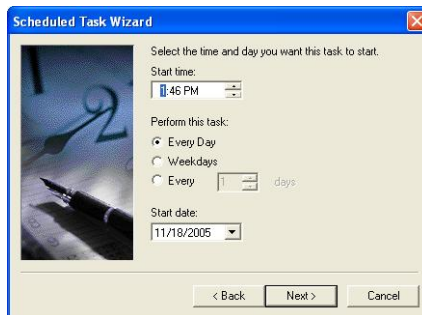 Scheduled Task Wizard
Select the time and day you want this task to start.
Start time:
1:46 PM
Perform this task:
Every Day
Weekdays
Every 1 days
Start date:
11/18/2005
< Back Next > Cancel